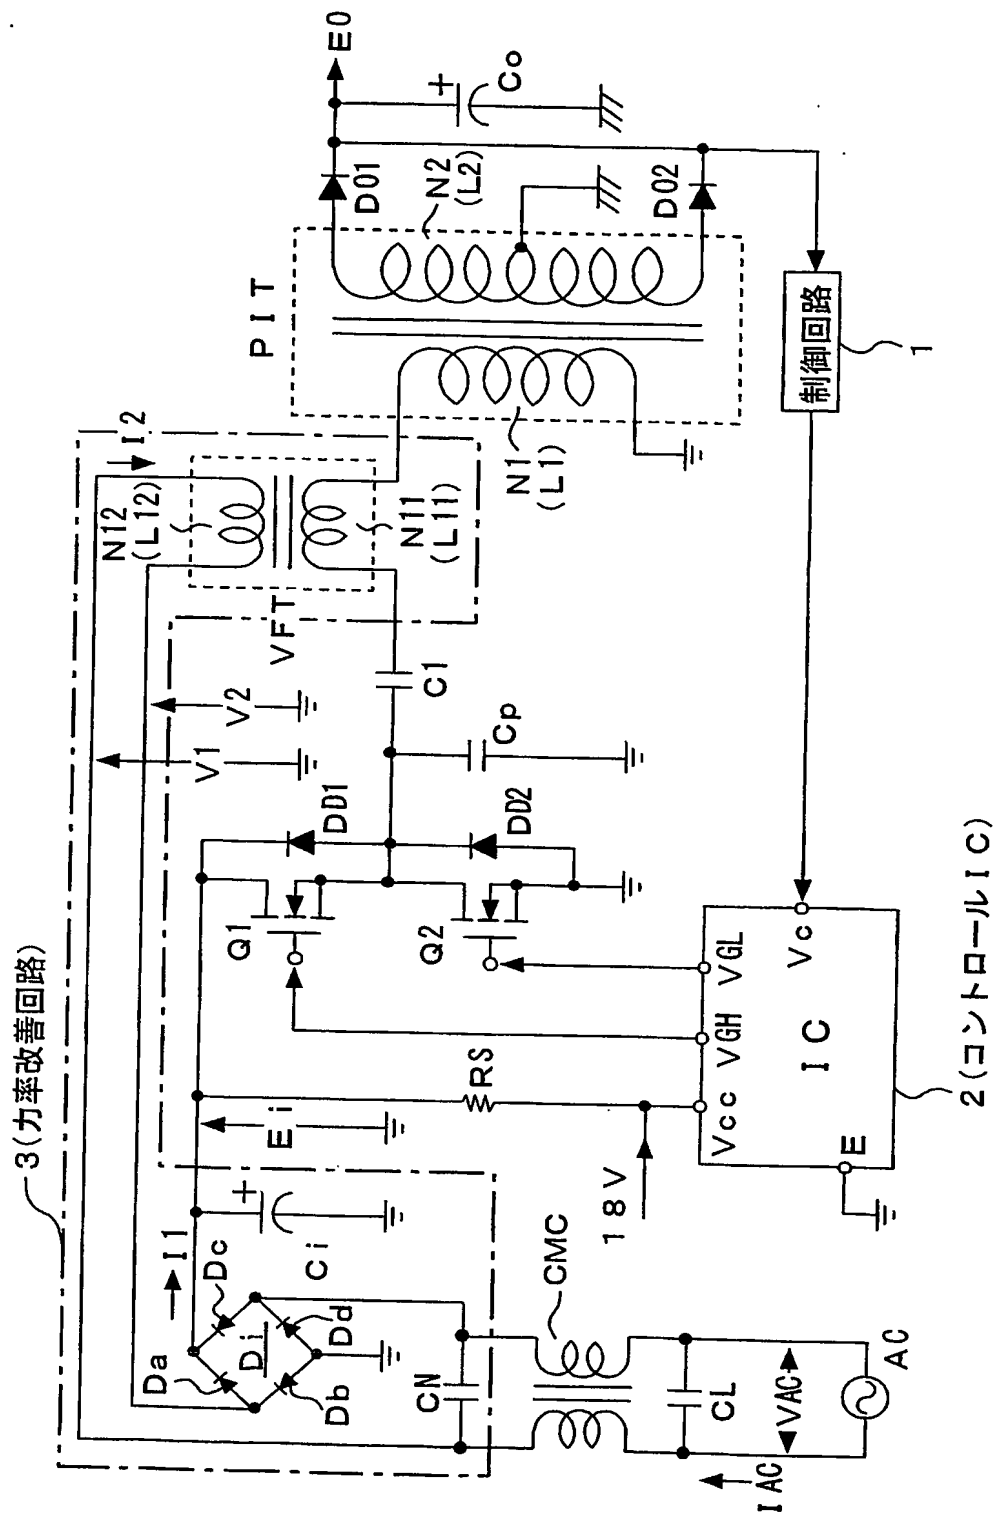 3(力率改善回路)
I2
N12
(L12)
VFT
N11
(L11)
PIT
N1
(L1)
N2
(L2)
D01
D02
E0
+
Co
制御回路
1
V1
V2
C1
Cp
DD1
DD2
Q1
Q2
I1
Da
Dc
Di
Db
Dd
+
Ci
Ei
RS
18V
Vcc
VGH
VGL
Vc
IC
E
2(コントロールIC)
CN
CMC
CL
VAC
AC
IAC